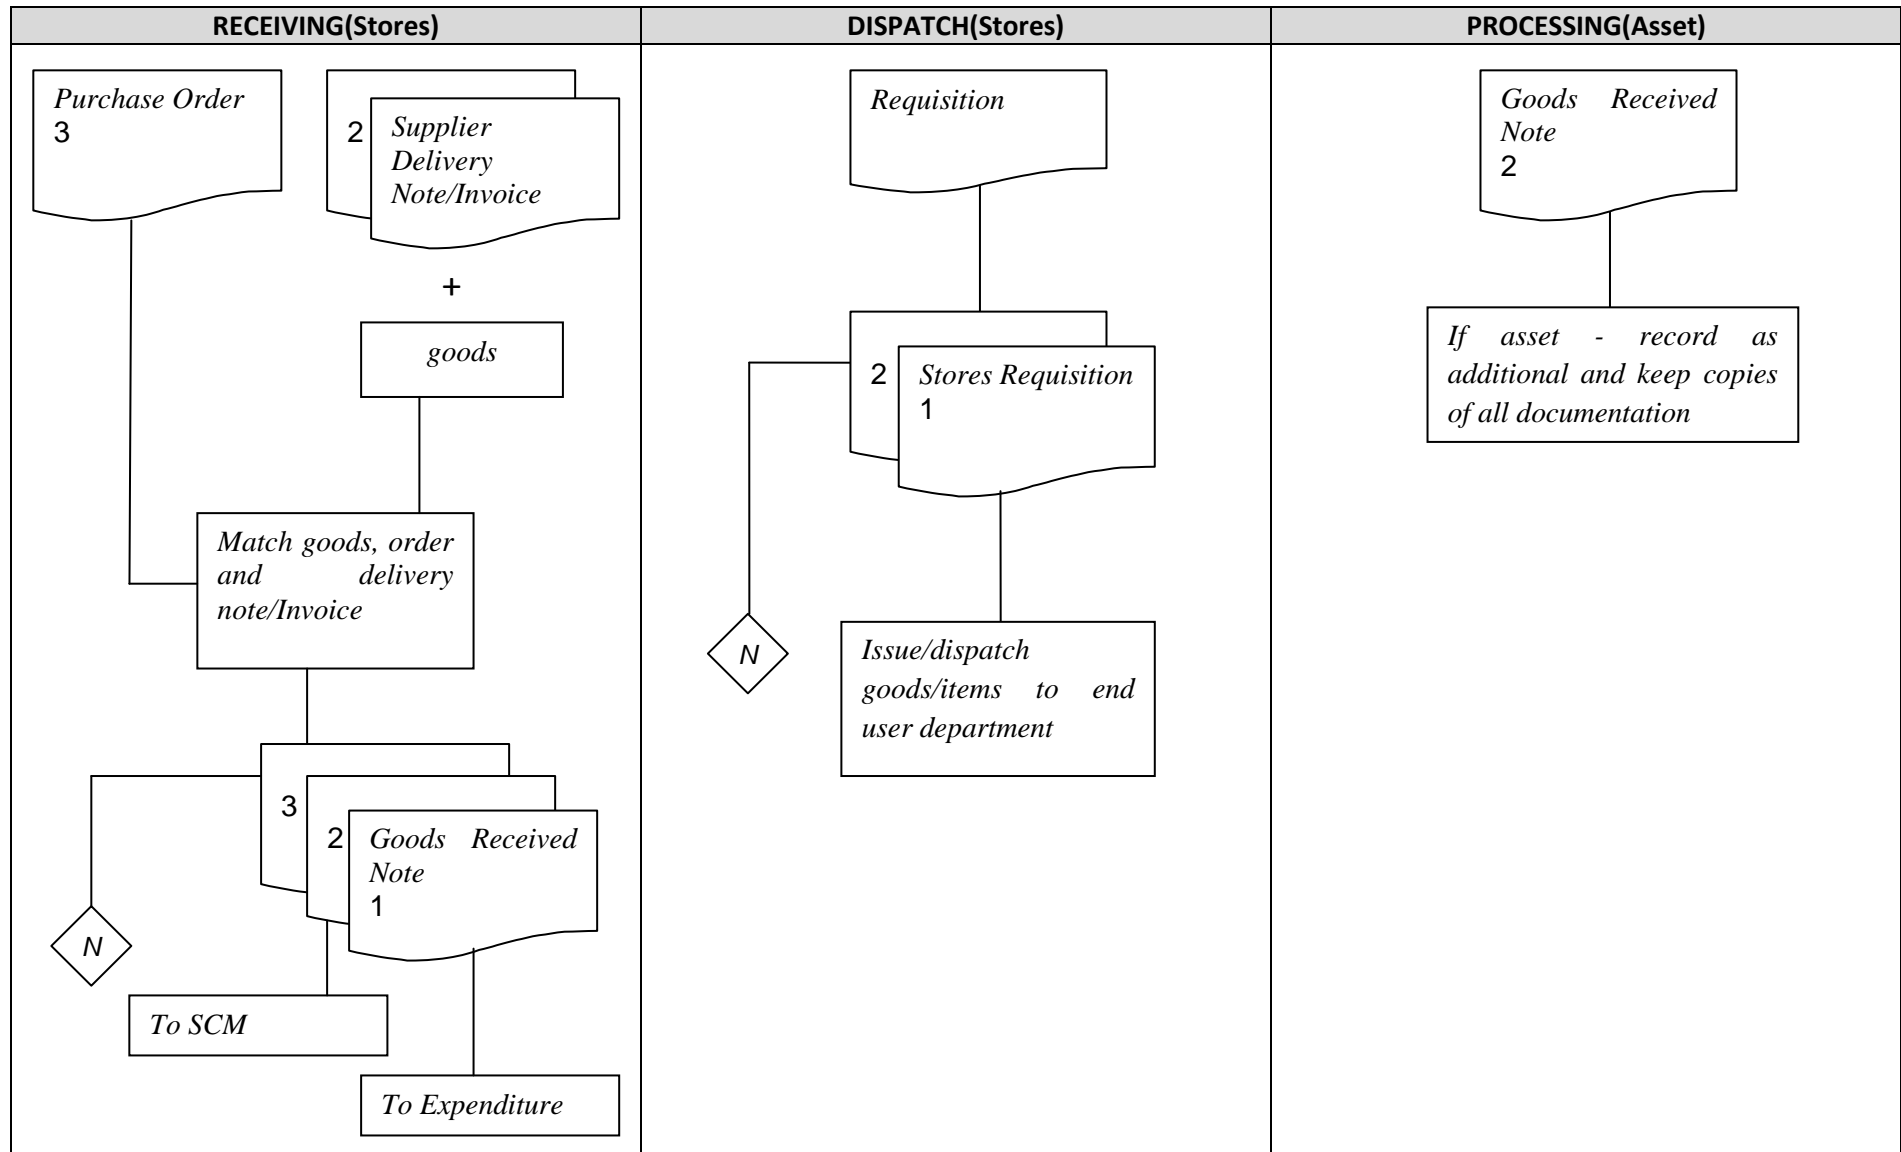 RECEIVING(Stores)
DISPATCH(Stores)
PROCESSING(Asset)
Purchase Order
3
2
Supplier
Delivery
Note/Invoice
+
goods
Match goods, order
and delivery
note/Invoice
3
2
Goods Received
Note
1
N
To SCM
To Expenditure
Requisition
2
Stores Requisition
1
N
Issue/dispatch
goods/items to end
user department
Goods Received
Note
2
If asset - record as
additional and keep copies
of all documentation